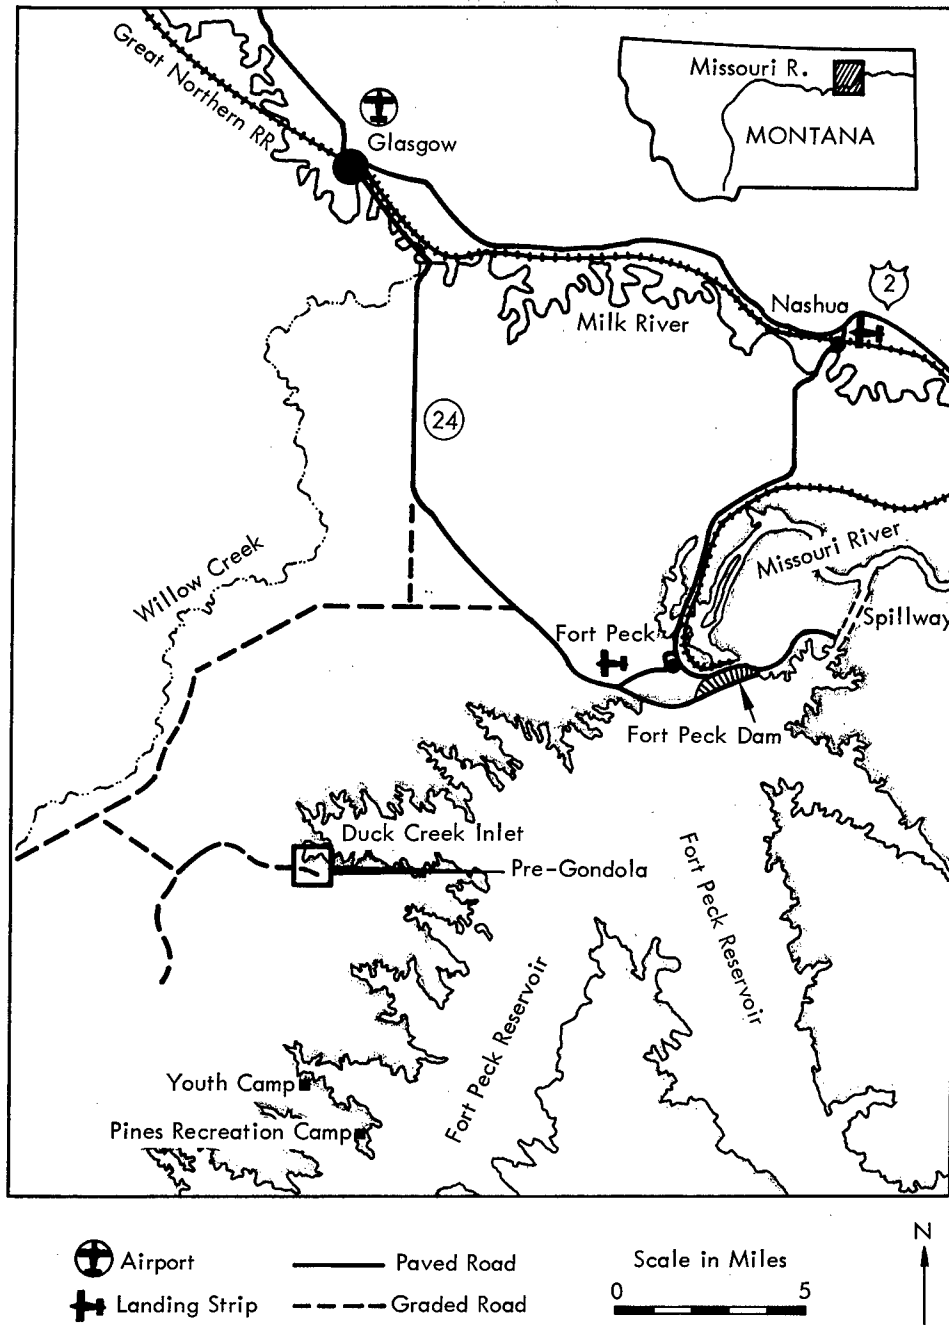 Great Northern RR
Glasgow
Missouri R.
MONTANA
2
Nashua
Milk River
24
Willow Creek
Missouri River
Spillway
Fort Peck
Fort Peck Dam
Duck Creek Inlet
Pre-Gondola
Fort Peck Reservoir
Fort Peck Reservoir
Youth Camp
Pines Recreation Camp
N
Airport
Paved Road
Scale in Miles
Landing Strip
Graded Road
0 5